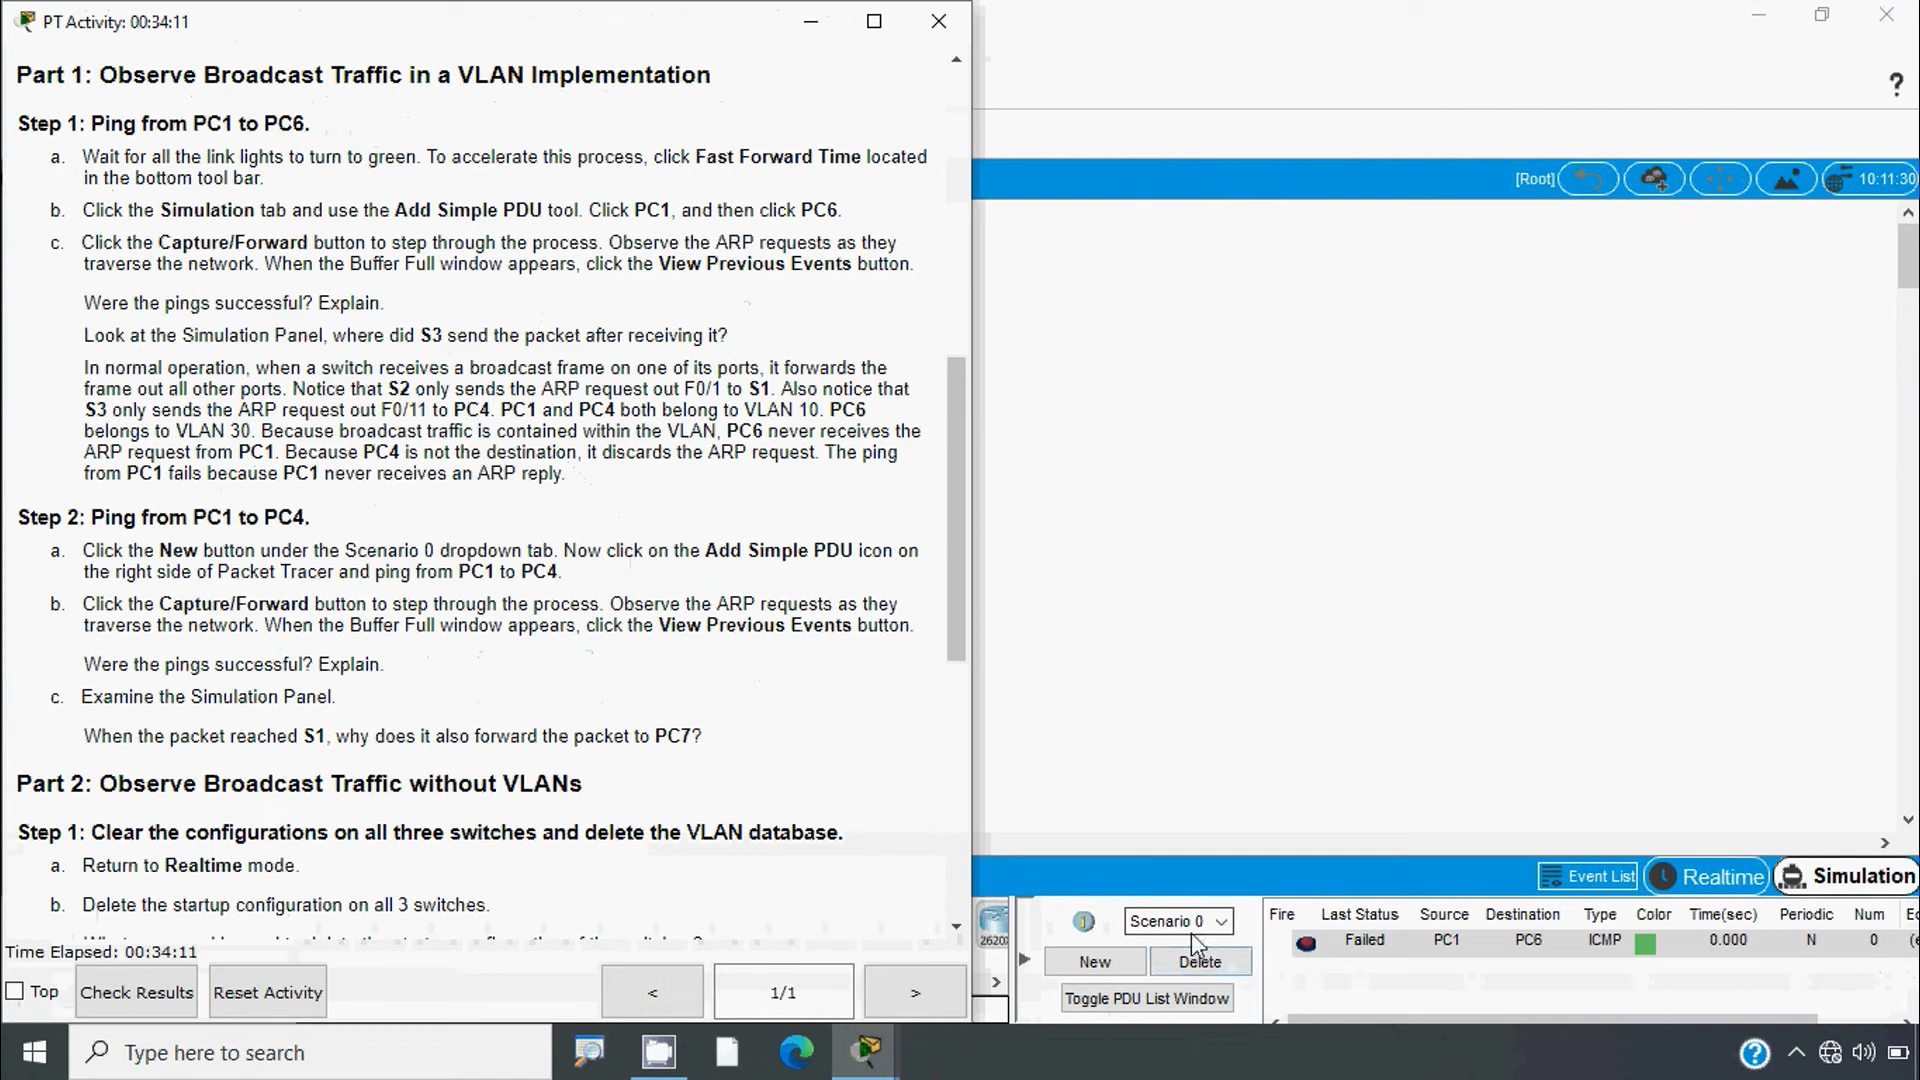 PT Activity: 00:34:11
Part 1: Observe Broadcast Traffic in a VLAN Implementation
Step 1: Ping from PC1 to PC6.
a. Wait for all the link lights to turn to green. To accelerate this process, click Fast Forward Time located
in the bottom tool bar.
b. Click the Simulation tab and use the Add Simple PDU tool. Click PC1, and then click PC6.
c. Click the Capture/Forward button to step through the process. Observe the ARP requests as they
traverse the network. When the Buffer Full window appears, click the View Previous Events button.
Were the pings successful? Explain.
Look at the Simulation Panel, where did S3 send the packet after receiving it?
In normal operation, when a switch receives a broadcast frame on one of its ports, it forwards the
frame out all other ports. Notice that S2 only sends the ARP request out F0/1 to S1. Also notice that
S3 only sends the ARP request out F0/11 to PC4. PC1 and PC4 both belong to VLAN 10. PC6
belongs to VLAN 30. Because broadcast traffic is contained within the VLAN, PC6 never receives the
ARP request from PC1. Because PC4 is not the destination, it discards the ARP request. The ping
from PC1 fails because PC1 never receives an ARP reply.
Step 2: Ping from PC1 to PC4.
a. Click the New button under the Scenario 0 dropdown tab. Now click on the Add Simple PDU icon on
the right side of Packet Tracer and ping from PC1 to PC4.
b. Click the Capture/Forward button to step through the process. Observe the ARP requests as they
traverse the network. When the Buffer Full window appears, click the View Previous Events button.
Were the pings successful? Explain.
c. Examine the Simulation Panel.
When the packet reached S1, why does it also forward the packet to PC7?
Part 2: Observe Broadcast Traffic without VLANs
Step 1: Clear the configurations on all three switches and delete the VLAN database.
a. Return to Realtime mode.
b. Delete the startup configuration on all 3 switches.
Time Elapsed: 00:34:11
Top
Check Results
Reset Activity
<
1/1
>
?
[Root]
10:11:30
Event List
Realtime
Simulation
Scenario 0
New
Delete
Toggle PDU List Window
Fire Last Status Source Destination Type Color Time(sec) Periodic Num
Failed PC1 PC6 ICMP 0.000 N 0
Type here to search